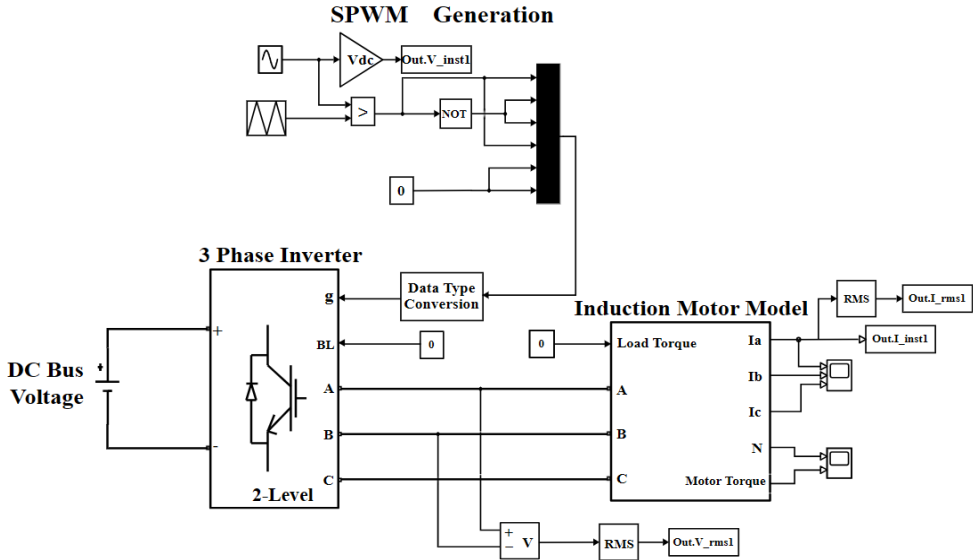 SPWM Generation
Vdc
Out.V_inst1
>
NOT
0
3 Phase Inverter
g
Data Type
Conversion
Induction Motor Model
RMS
Out.I_rms1
+
BL
0
0
Load Torque
Ia
Out.I_inst1
DC Bus
Voltage
+
A
A
Ib
B
B
Ic
-
N
C
C
Motor Torque
2-Level
+
− V
RMS
Out.V_rms1